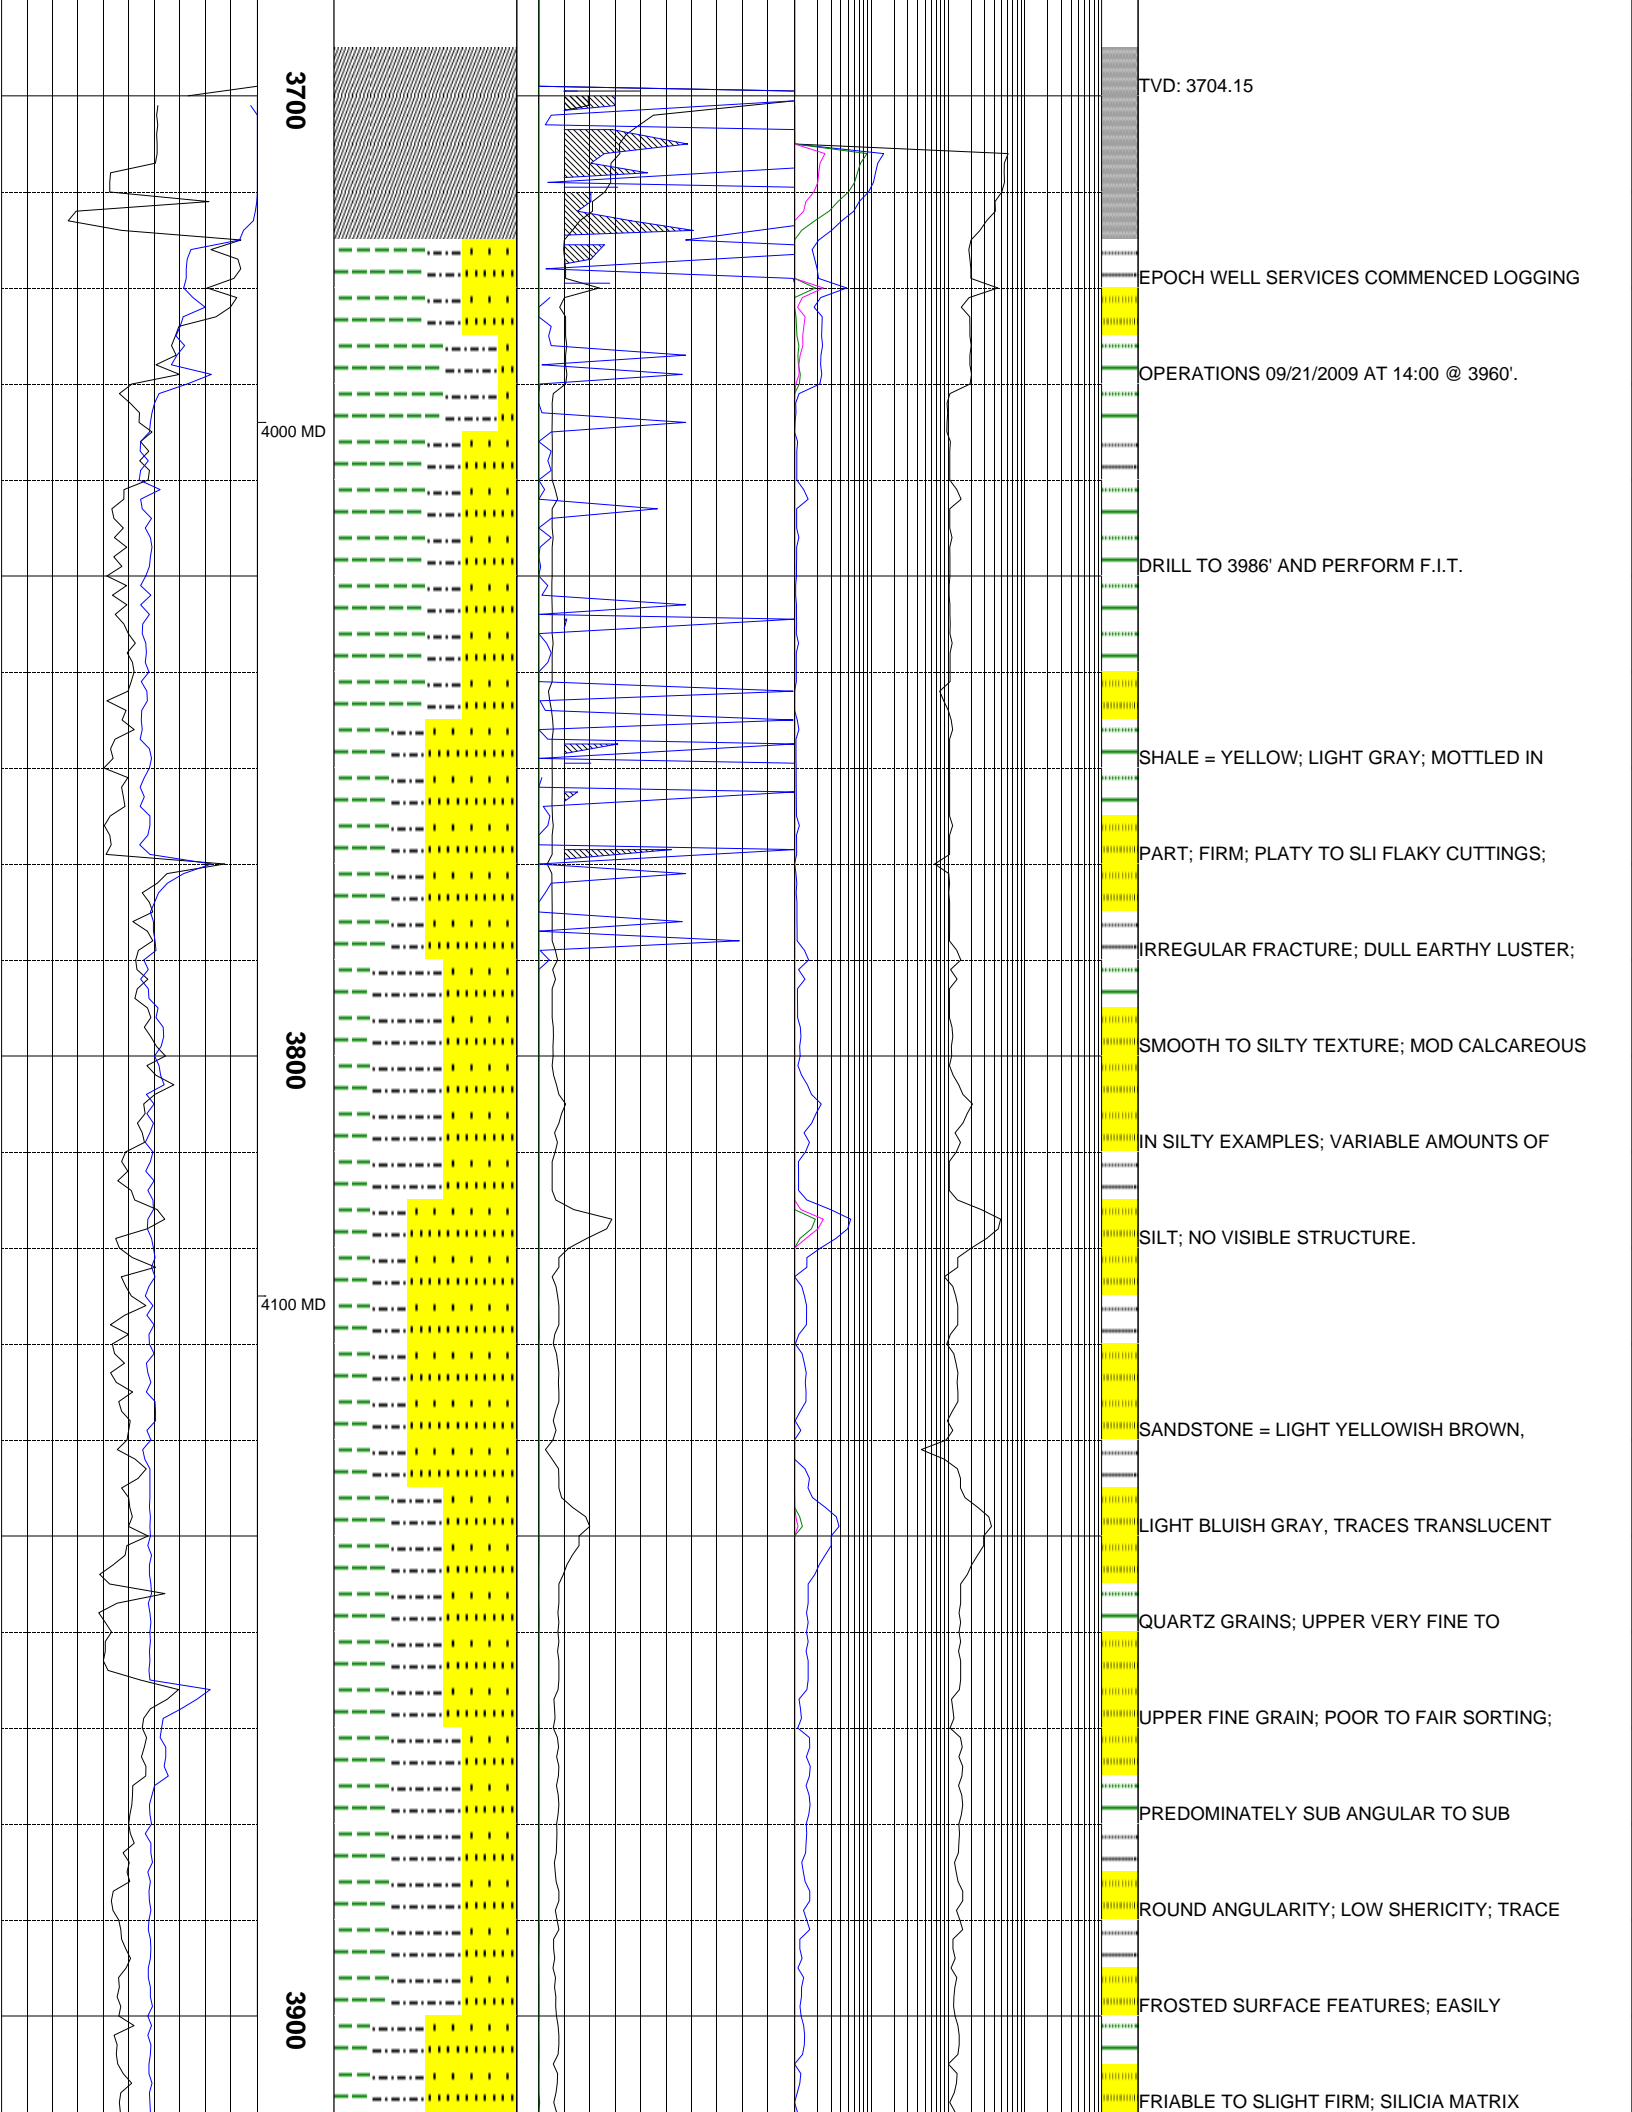 3700
TVD: 3704.15
EPOCH WELL SERVICES COMMENCED LOGGING
OPERATIONS 09/21/2009 AT 14:00 @ 3960'.
4000 MD
DRILL TO 3986' AND PERFORM F.I.T.
SHALE = YELLOW; LIGHT GRAY; MOTTLED IN
PART; FIRM; PLATY TO SLI FLAKY CUTTINGS;
IRREGULAR FRACTURE; DULL EARTHY LUSTER;
3800
SMOOTH TO SILTY TEXTURE; MOD CALCAREOUS
IN SILTY EXAMPLES; VARIABLE AMOUNTS OF
SILT; NO VISIBLE STRUCTURE.
4100 MD
SANDSTONE = LIGHT YELLOWISH BROWN,
LIGHT BLUISH GRAY, TRACES TRANSLUCENT
QUARTZ GRAINS; UPPER VERY FINE TO
UPPER FINE GRAIN; POOR TO FAIR SORTING;
PREDOMINATELY SUB ANGULAR TO SUB
ROUND ANGULARITY; LOW SHERICITY; TRACE
3900
FROSTED SURFACE FEATURES; EASILY
FRIABLE TO SLIGHT FIRM; SILICIA MATRIX